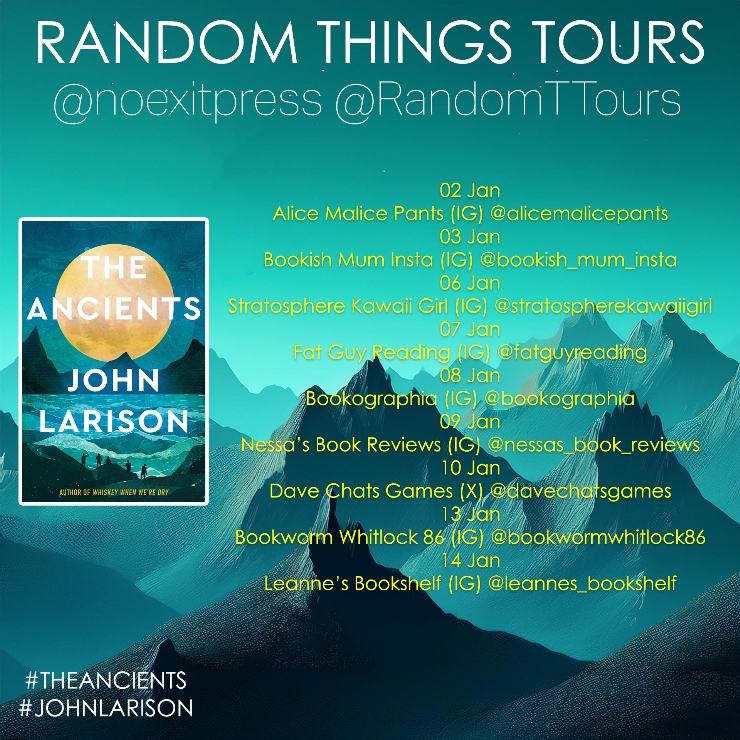 RANDOM THINGS TOURS
@noexitpress @RandomTTours
02 Jan
Alice Malice Pants (IG) @alicemalicepants
03 Jan
Bookish Mum Insta (IG) @bookish_mum_insta
06 Jan
Stratosphere Kawaii Girl (IG) @stratospherekawaiigirl
07 Jan
Fat Guy Reading (IG) @fatguyreading
08 Jan
Bookographia (IG) @bookographia
09 Jan
Nessa's Book Reviews (IG) @nessas_book_reviews
10 Jan
Dave Chats Games (X) @davechatsgames
13 Jan
Bookworm Whitlock 86 (IG) @bookwormwhitlock86
14 Jan
Leanne's Bookshelf (IG) @leannes_bookshelf
THE
ANCIENTS
JOHN
LARISON
AUTHOR OF WHISKEY WHEN WE'RE DRY
#THEANCIENTS
#JOHNLARISON